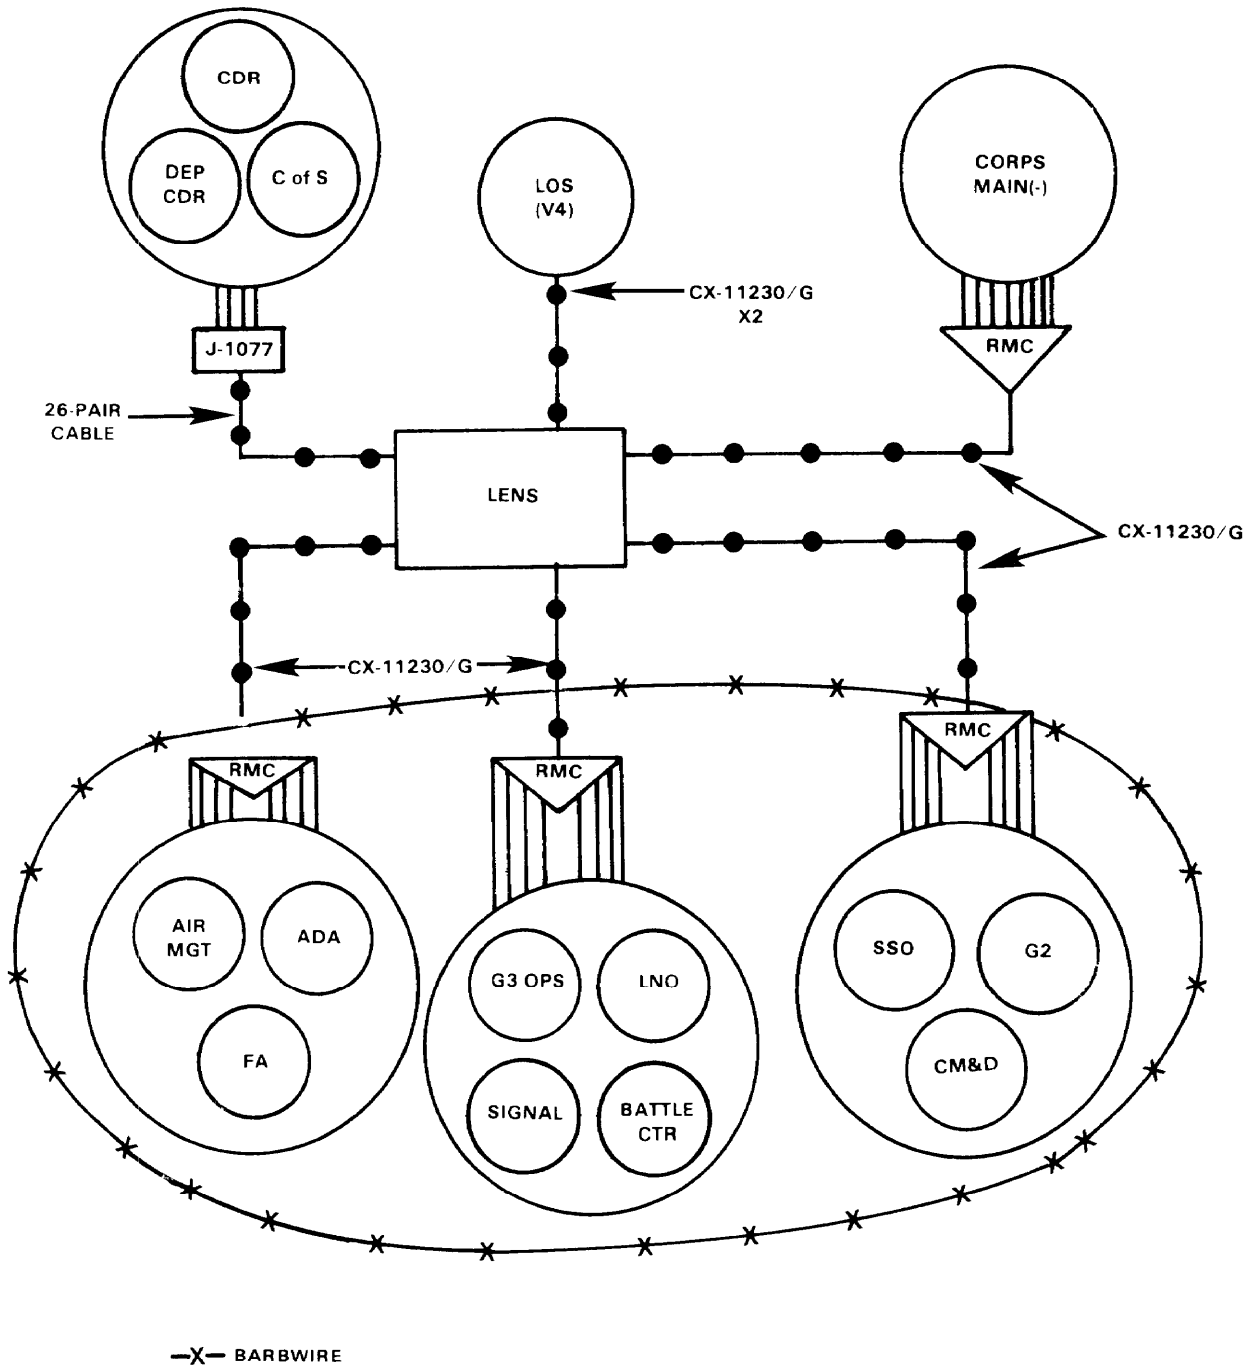 CDR
DEP
CDR
C of S
LOS
(V4)
CORPS
MAIN(-)
CX-11230/G
X2
J-1077
RMC
26-PAIR
CABLE
LENS
CX-11230/G
CX-11230/G
RMC
RMC
RMC
AIR
MGT
ADA
FA
G3 OPS
LNO
SIGNAL
BATTLE
CTR
SSO
G2
CM&D
-X- BARBWIRE